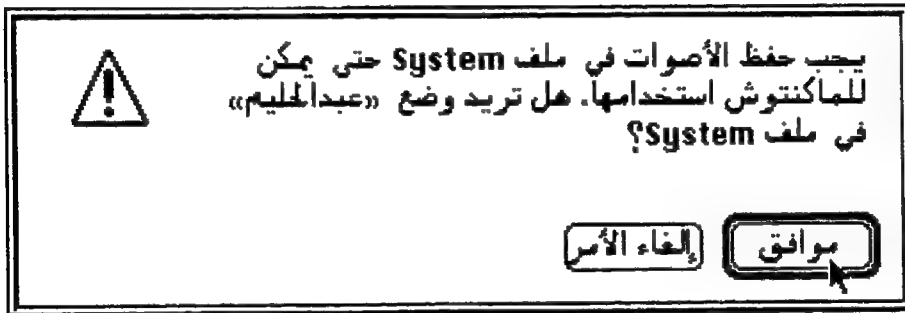 يجب حفظ الأصوات في ملف System حتى يمكن
للماكنتوش استخدامها. هل تريد وضع «عبدالحليم»
في ملف System؟
موافق
إلغاء الأمر